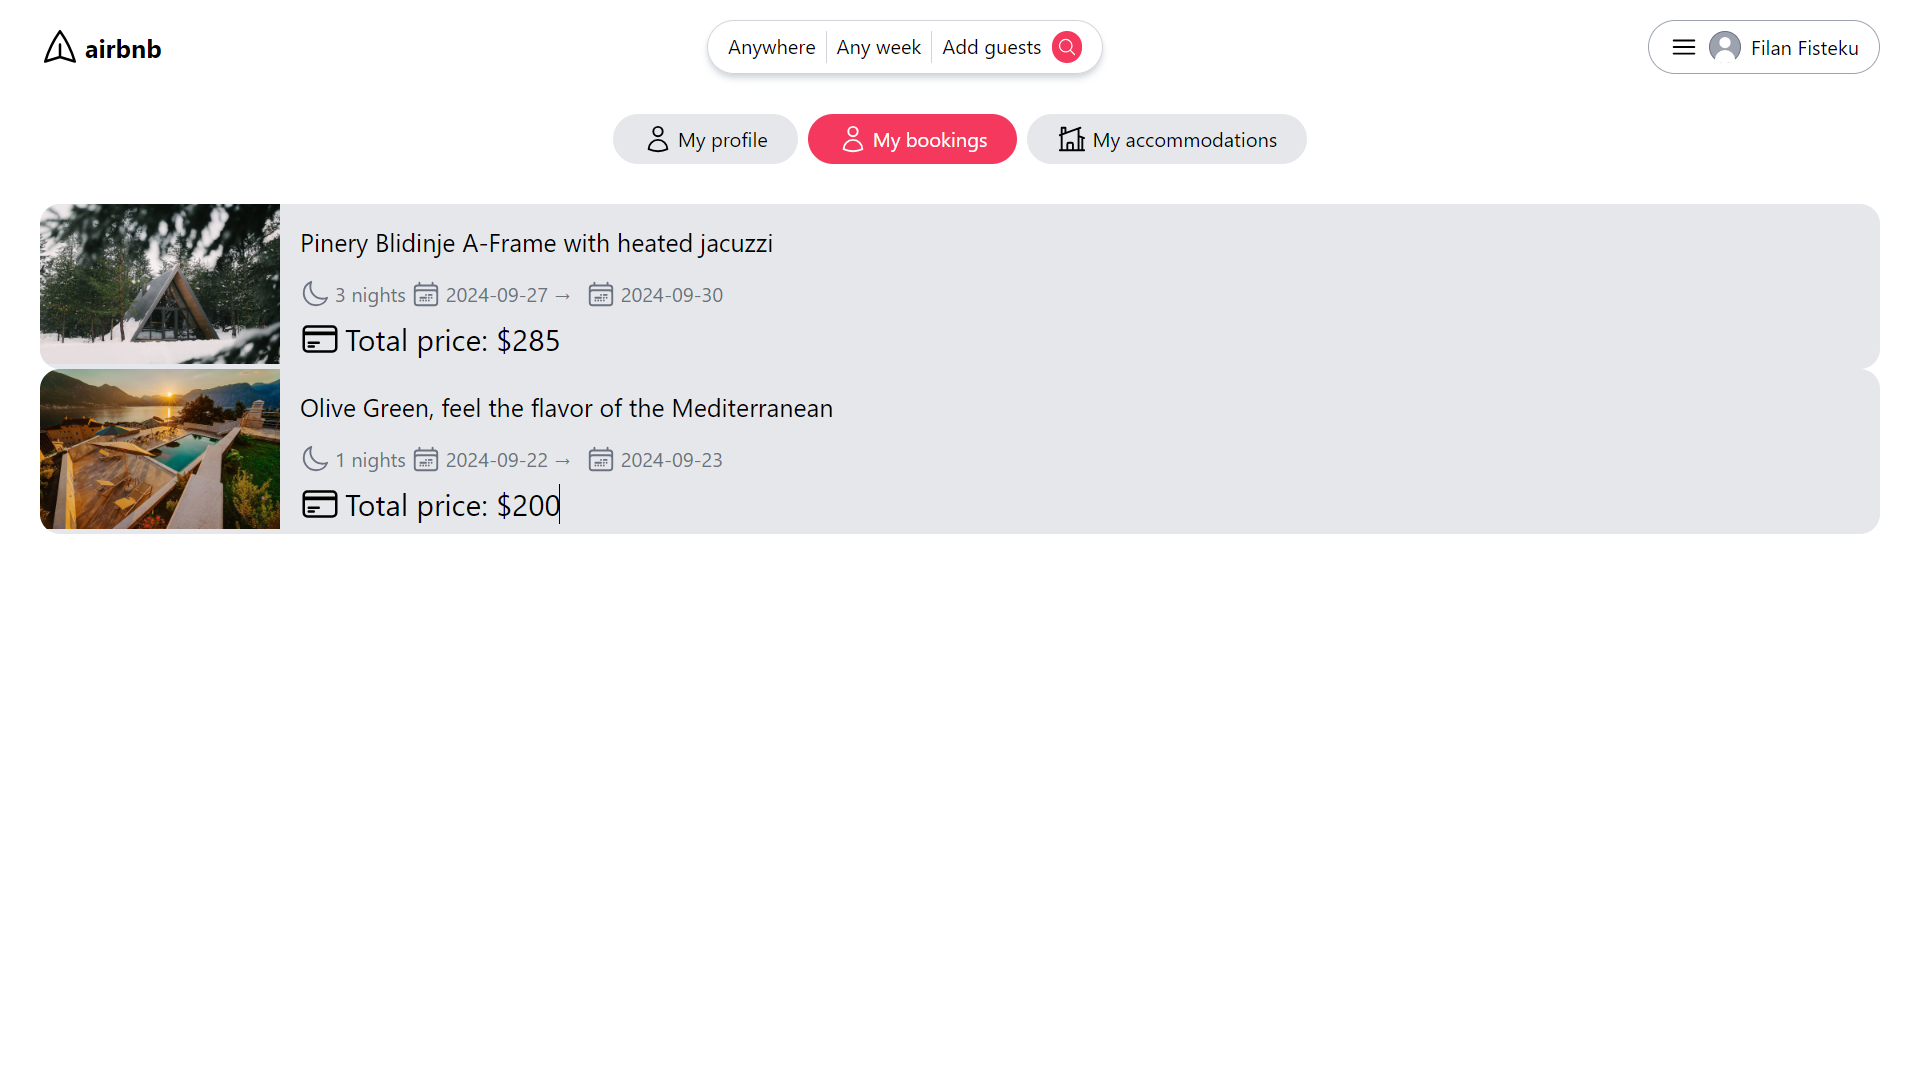 airbnb
Anywhere Any week Add guests
Filan Fisteku
My profile
My bookings
My accommodations
Pinery Blidinje A-Frame with heated jacuzzi
3 nights 2024-09-27 → 2024-09-30
Total price: $285
Olive Green, feel the flavor of the Mediterranean
1 nights 2024-09-22 → 2024-09-23
Total price: $200